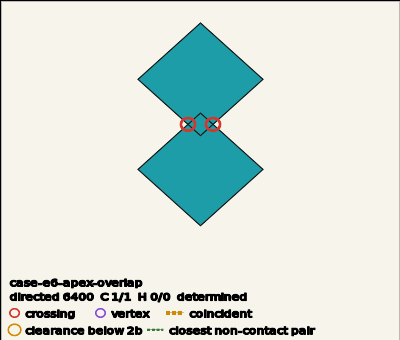 case-e6-apex-overlap
directed 6400 C 1/1 H 0/0 determined
crossing vertex coincident
clearance below 2b closest non-contact pair